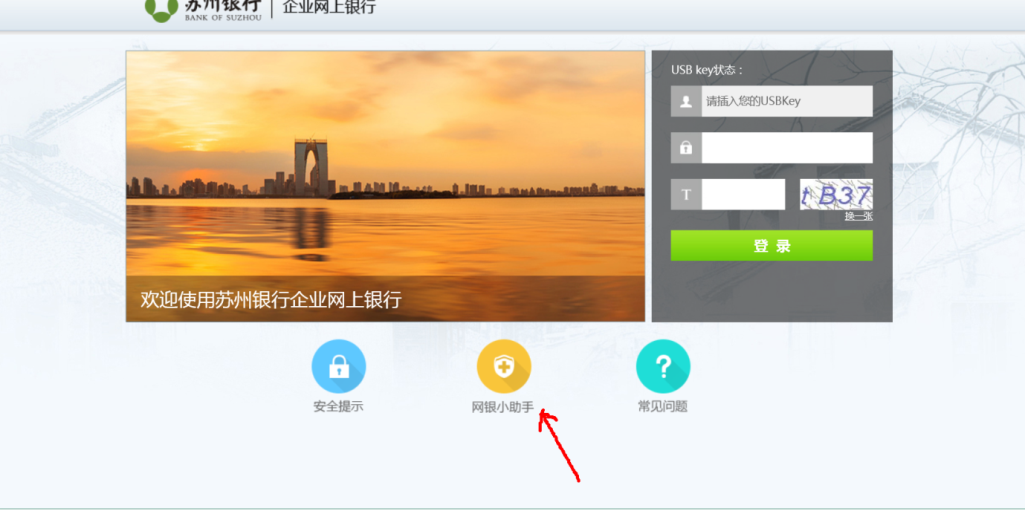 苏州银行 企业网上银行
BANK OF SUZHOU
USB key状态：
请插入您的USBKey
T
t B37
换一张
登 录
欢迎使用苏州银行企业网上银行
安全提示
网银小助手
常见问题